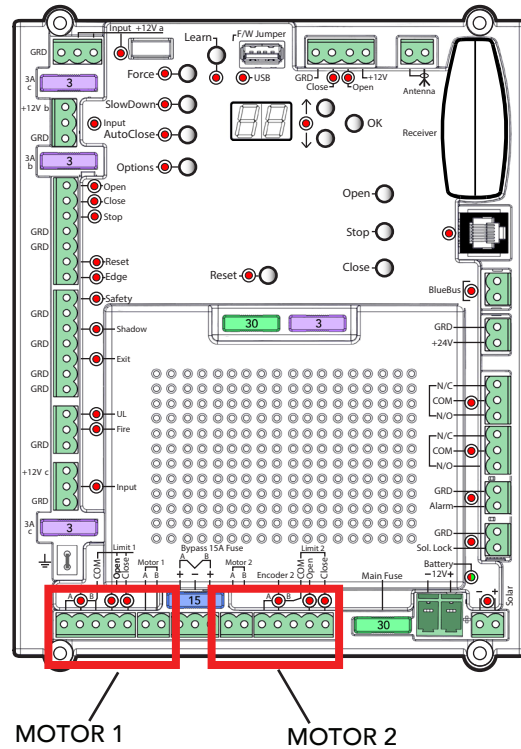 Input +12V a
Learn
F/W Jumper
GRD
Force
USB
GRD
+12V
Close
Open
Antenna
3A
c
3
SlowDown
+12V b
Input
AutoClose
OK
Receiver
GRD
3A
b
3
Options
Open
Close
Stop
Open
GRD
GRD
Stop
Reset
Edge
Reset
Close
Safety
BlueBus
GRD
Shadow
30
3
GRD
+24V
GRD
Exit
GRD
N/C
COM
N/O
UL
Fire
GRD
N/C
COM
N/O
+12V c
Input
GRD
GRD
Alarm
3A
c
3
GRD
Sol. Lock
Limit 1
COM
Open
Close
Motor 1
A B
Bypass 15A Fuse
A B
+ − +
Motor 2
A B
Limit 2
COM
Open
Close
Encoder 2
Main Fuse
Battery
−12V+
− +
Solar
A B
15
A B
30
MOTOR 1
MOTOR 2